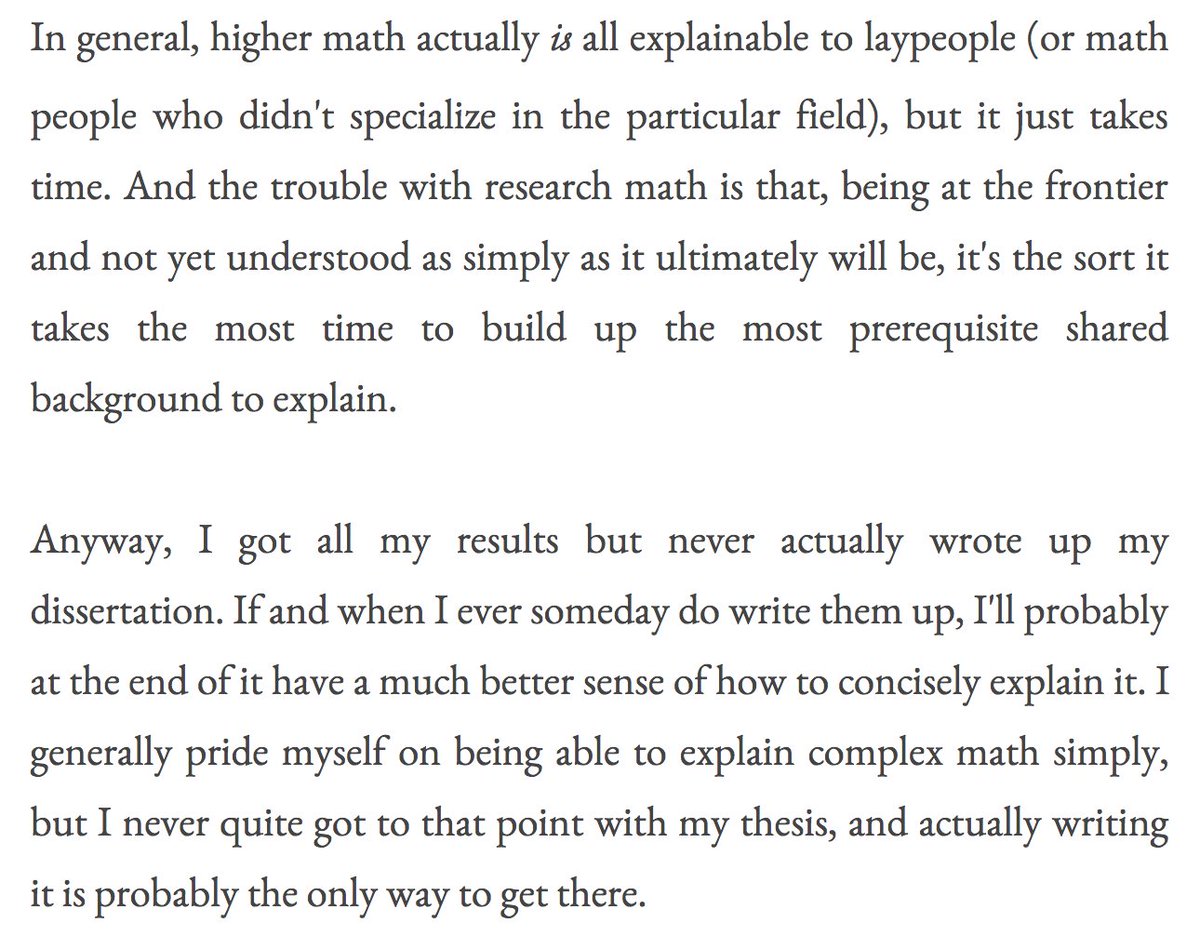 In general, higher math actually is all explainable to laypeople (or math
people who didn't specialize in the particular field), but it just takes
time. And the trouble with research math is that, being at the frontier
and not yet understood as simply as it ultimately will be, it's the sort it
takes the most time to build up the most prerequisite shared
background to explain.
Anyway, I got all my results but never actually wrote up my
dissertation. If and when I ever someday do write them up, I'll probably
at the end of it have a much better sense of how to concisely explain it. I
generally pride myself on being able to explain complex math simply,
but I never quite got to that point with my thesis, and actually writing
it is probably the only way to get there.